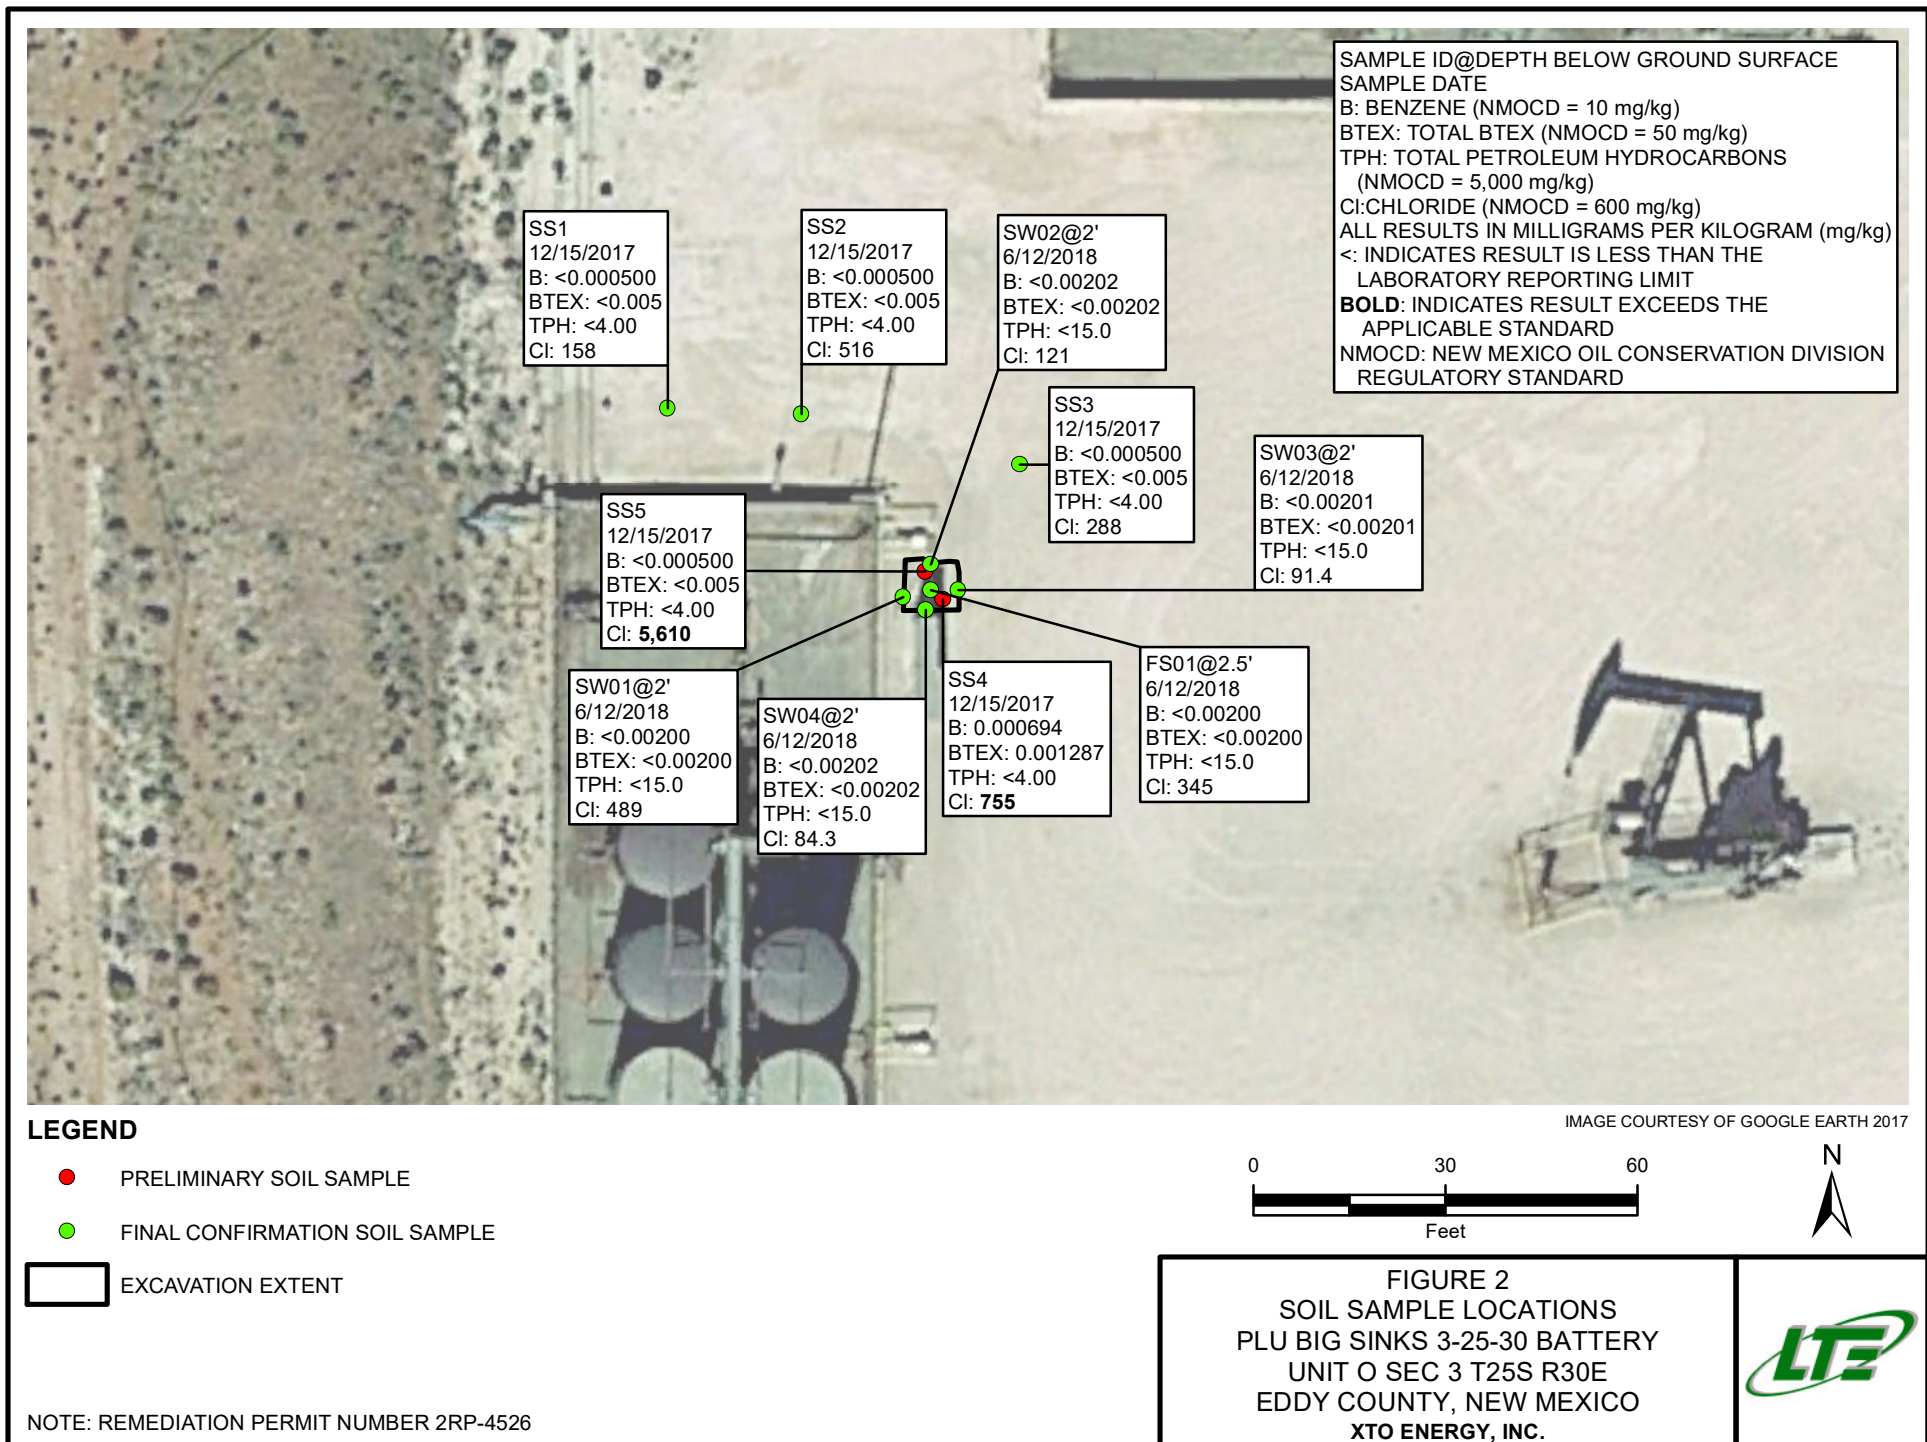 SAMPLE ID@DEPTH BELOW GROUND SURFACE
SAMPLE DATE
B: BENZENE (NMOCD = 10 mg/kg)
BTEX: TOTAL BTEX (NMOCD = 50 mg/kg)
TPH: TOTAL PETROLEUM HYDROCARBONS
(NMOCD = 5,000 mg/kg)
Cl:CHLORIDE (NMOCD = 600 mg/kg)
ALL RESULTS IN MILLIGRAMS PER KILOGRAM (mg/kg)
<: INDICATES RESULT IS LESS THAN THE
LABORATORY REPORTING LIMIT
BOLD: INDICATES RESULT EXCEEDS THE
APPLICABLE STANDARD
NMOCD: NEW MEXICO OIL CONSERVATION DIVISION
REGULATORY STANDARD
SS1
12/15/2017
B: <0.000500
BTEX: <0.005
TPH: <4.00
Cl: 158
SS2
12/15/2017
B: <0.000500
BTEX: <0.005
TPH: <4.00
Cl: 516
SW02@2'
6/12/2018
B: <0.00202
BTEX: <0.00202
TPH: <15.0
Cl: 121
SS3
12/15/2017
B: <0.000500
BTEX: <0.005
TPH: <4.00
Cl: 288
SW03@2'
6/12/2018
B: <0.00201
BTEX: <0.00201
TPH: <15.0
Cl: 91.4
SS5
12/15/2017
B: <0.000500
BTEX: <0.005
TPH: <4.00
Cl: 5,610
SW01@2'
6/12/2018
B: <0.00200
BTEX: <0.00200
TPH: <15.0
Cl: 489
SW04@2'
6/12/2018
B: <0.00202
BTEX: <0.00202
TPH: <15.0
Cl: 84.3
SS4
12/15/2017
B: 0.000694
BTEX: 0.001287
TPH: <4.00
Cl: 755
FS01@2.5'
6/12/2018
B: <0.00200
BTEX: <0.00200
TPH: <15.0
Cl: 345
IMAGE COURTESY OF GOOGLE EARTH 2017
LEGEND
PRELIMINARY SOIL SAMPLE
FINAL CONFIRMATION SOIL SAMPLE
EXCAVATION EXTENT
0 30 60
Feet
N
NOTE: REMEDIATION PERMIT NUMBER 2RP-4526
FIGURE 2
SOIL SAMPLE LOCATIONS
PLU BIG SINKS 3-25-30 BATTERY
UNIT O SEC 3 T25S R30E
EDDY COUNTY, NEW MEXICO
XTO ENERGY, INC.
LTE